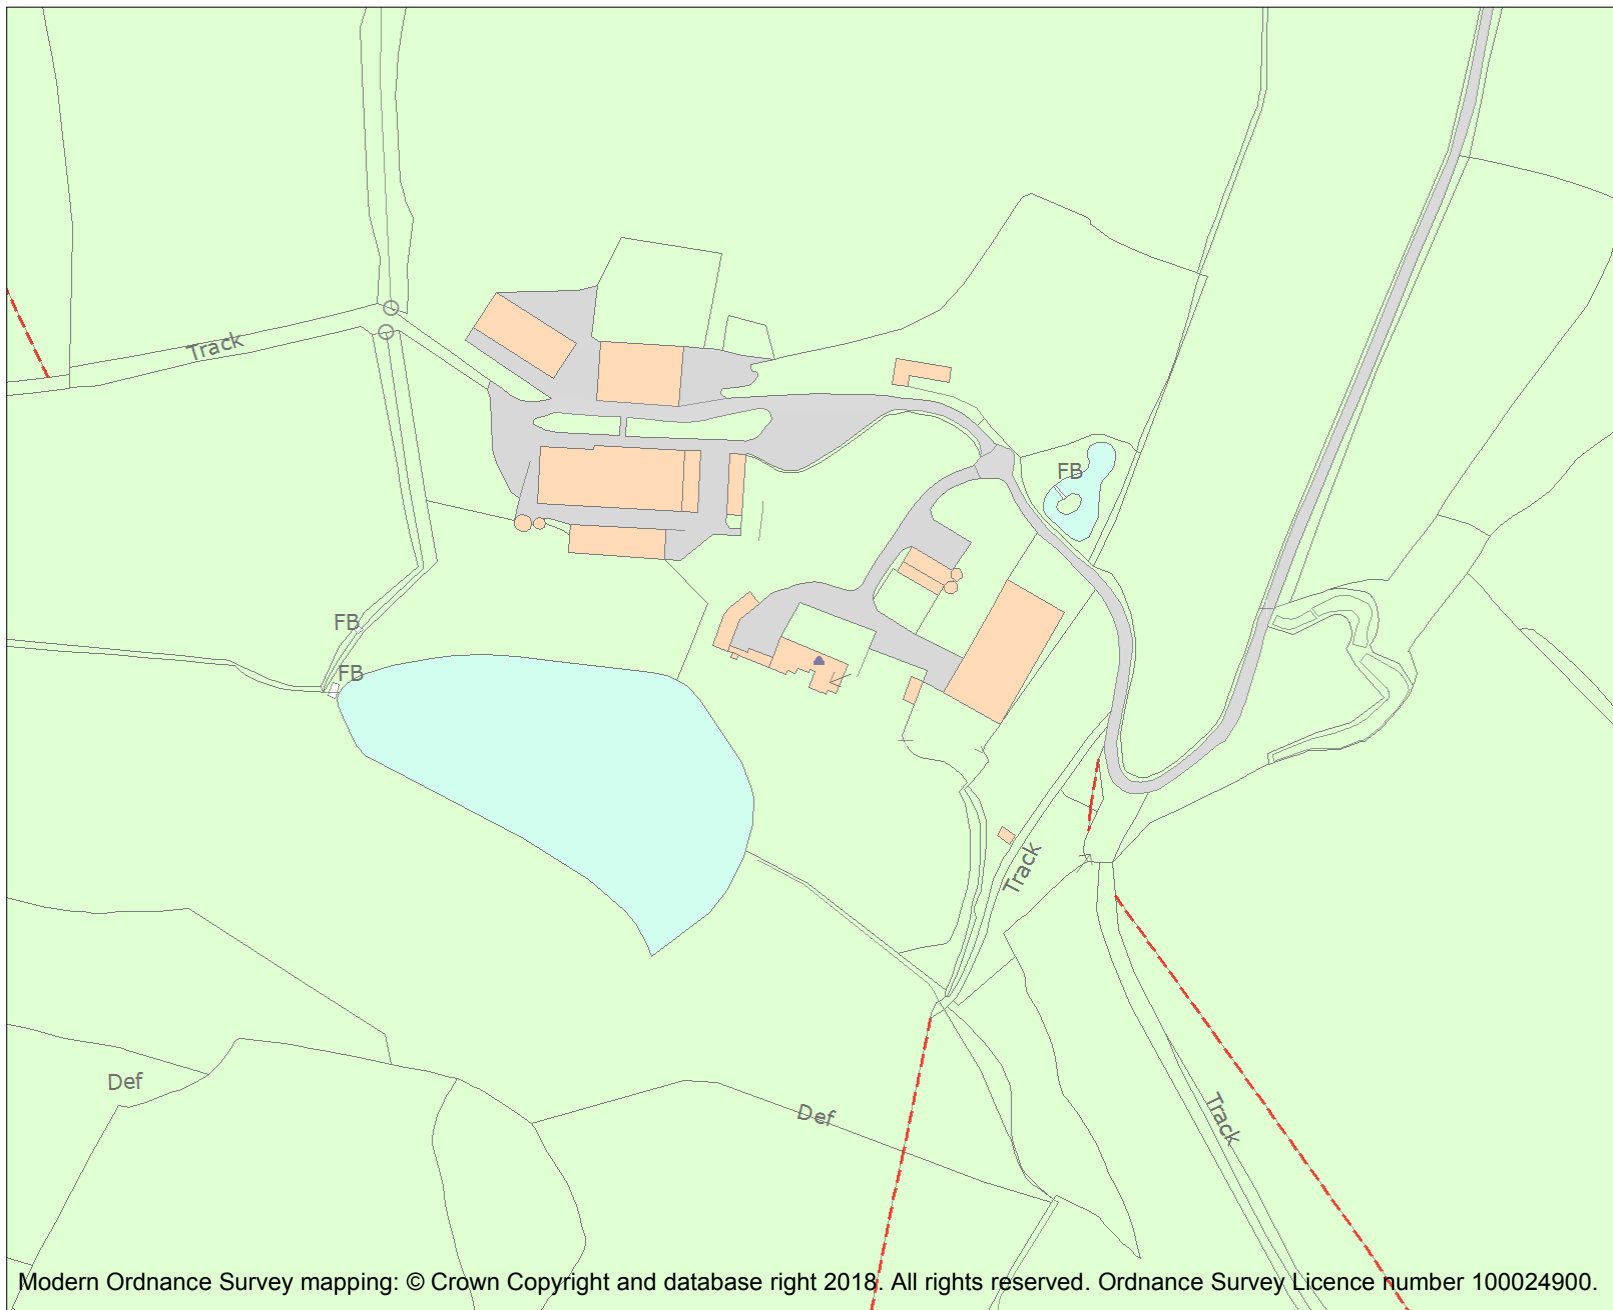 Track
FB
FB
FB
Track
Def
Def
Track
Modern Ordnance Survey mapping: © Crown Copyright and database right 2018. All rights reserved. Ordnance Survey Licence number 100024900.